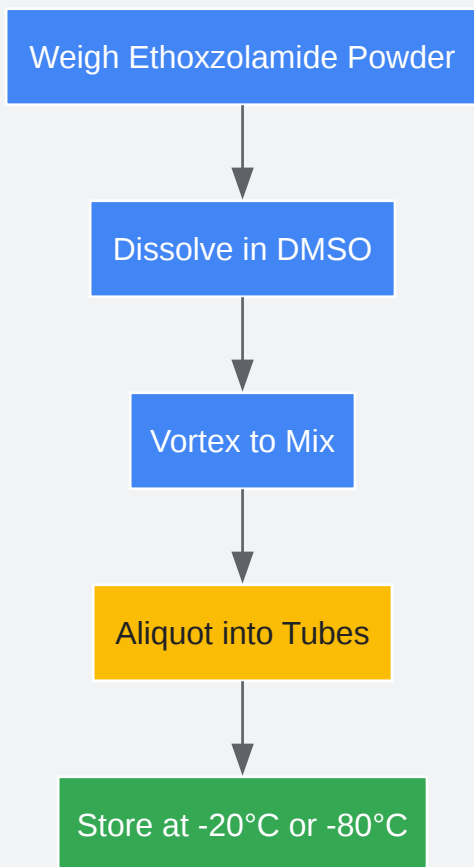 Weigh Ethoxzolamide Powder
Dissolve in DMSO
Vortex to Mix
Aliquot into Tubes
Store at -20°C or -80°C